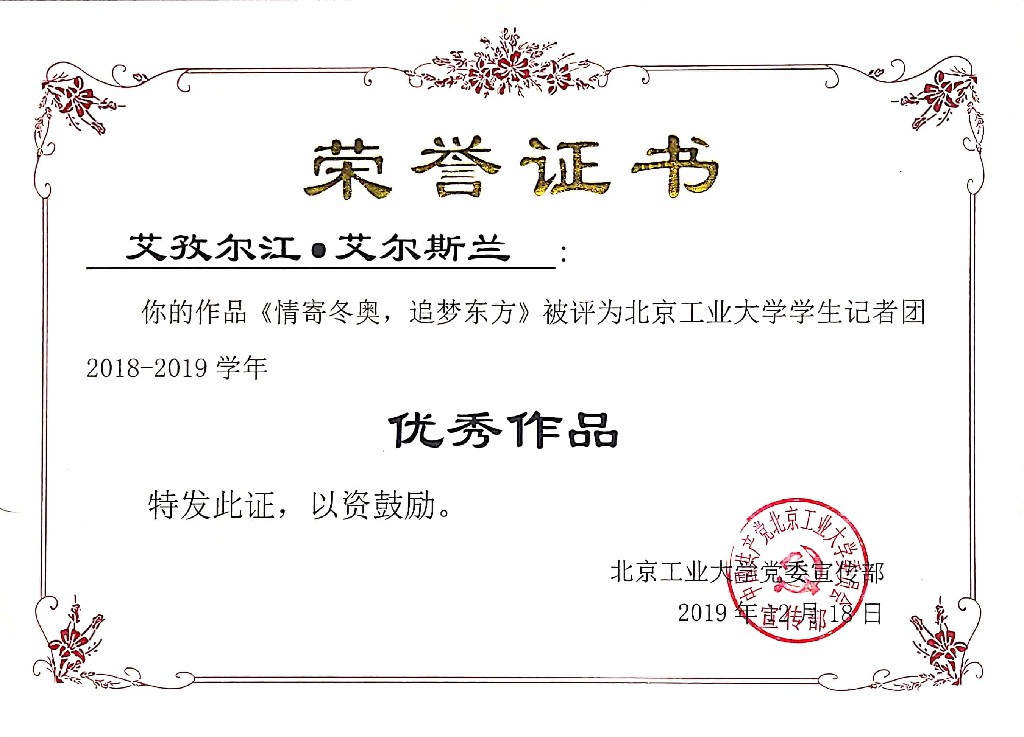 荣誉证书
艾孜尔江•艾尔斯兰：
你的作品《情寄冬奥，追梦东方》被评为北京工业大学学生记者团
2018-2019 学年
优秀作品
特发此证，以资鼓励。
北京工业大学党委宣传部
2019 年 12 月 18 日
中国共产党北京工业大学委员会
宣传部